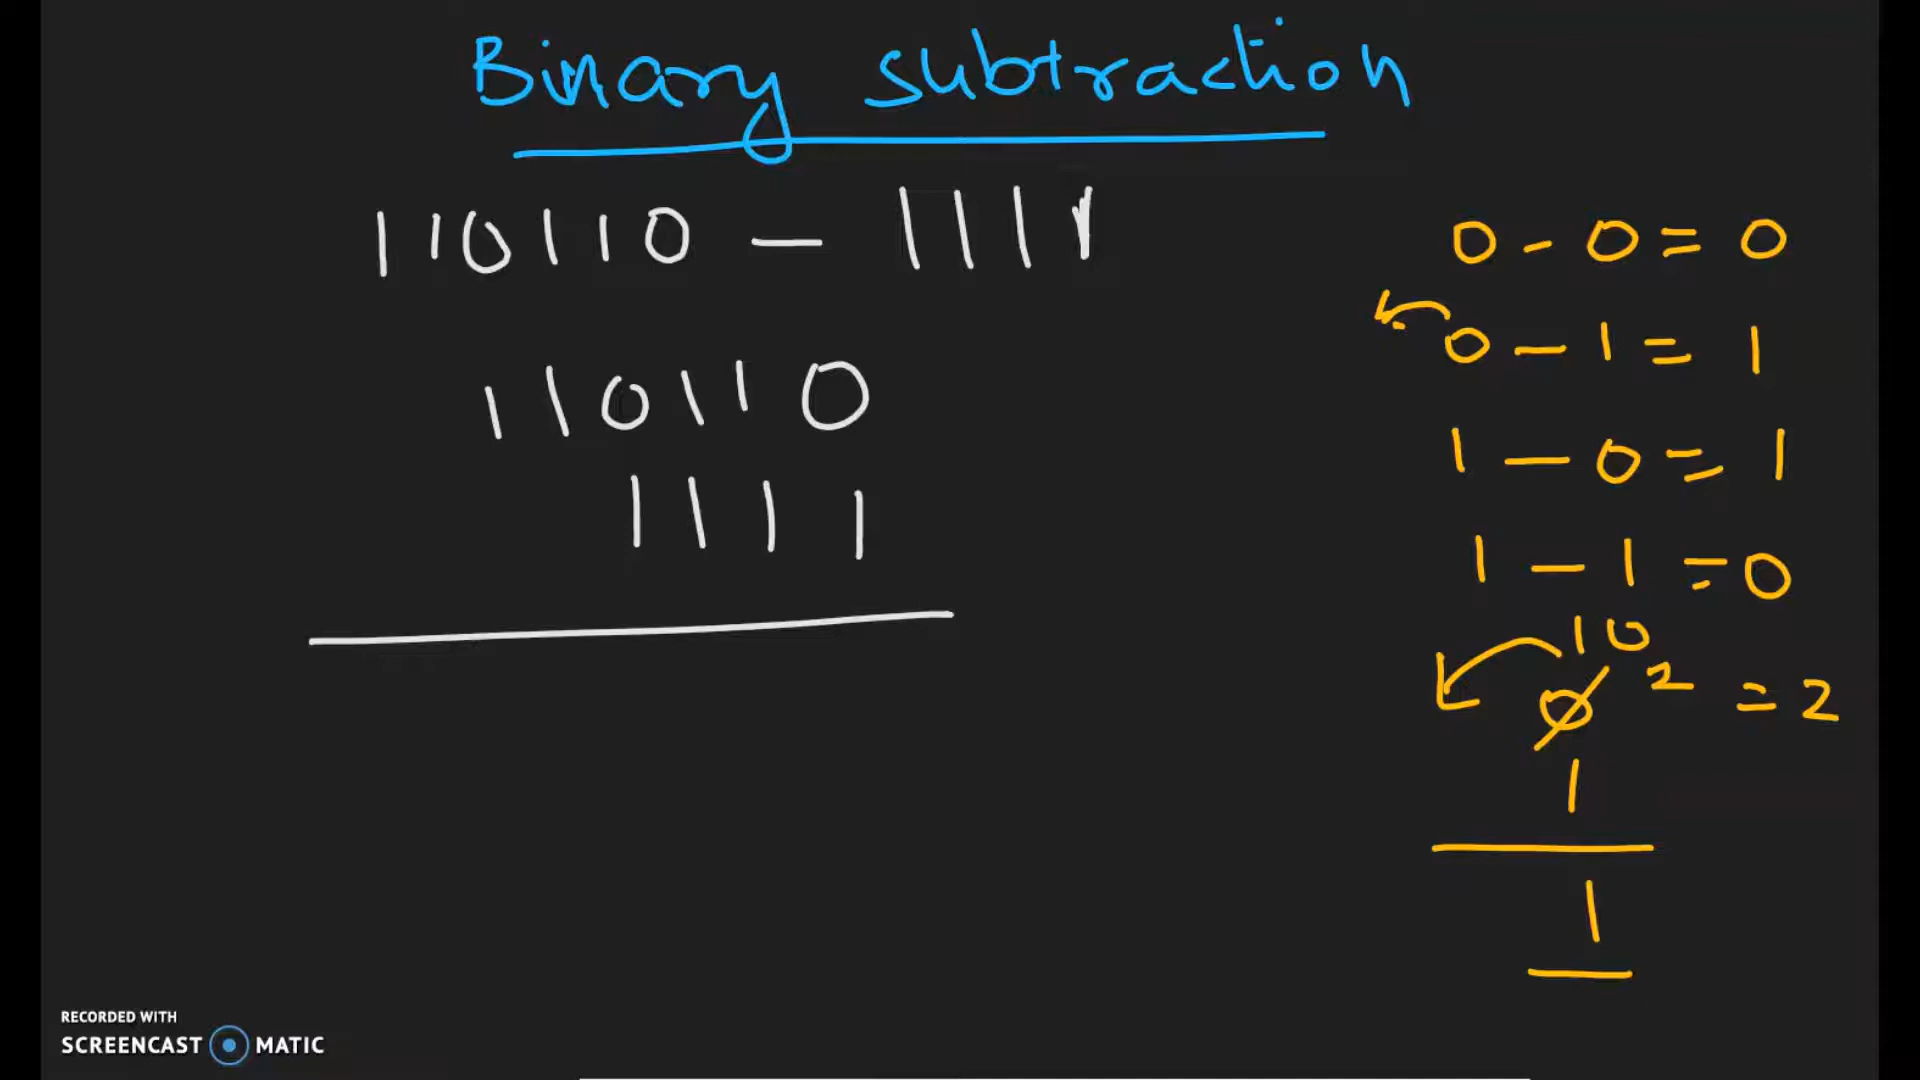 Binary subtraction
110110 - 1111
110110
1111
0 - 0 = 0
0 - 1 = 1
1 - 0 = 1
1 - 1 = 0
10
0 2 = 2
1
1
RECORDED WITH
SCREENCAST MATIC